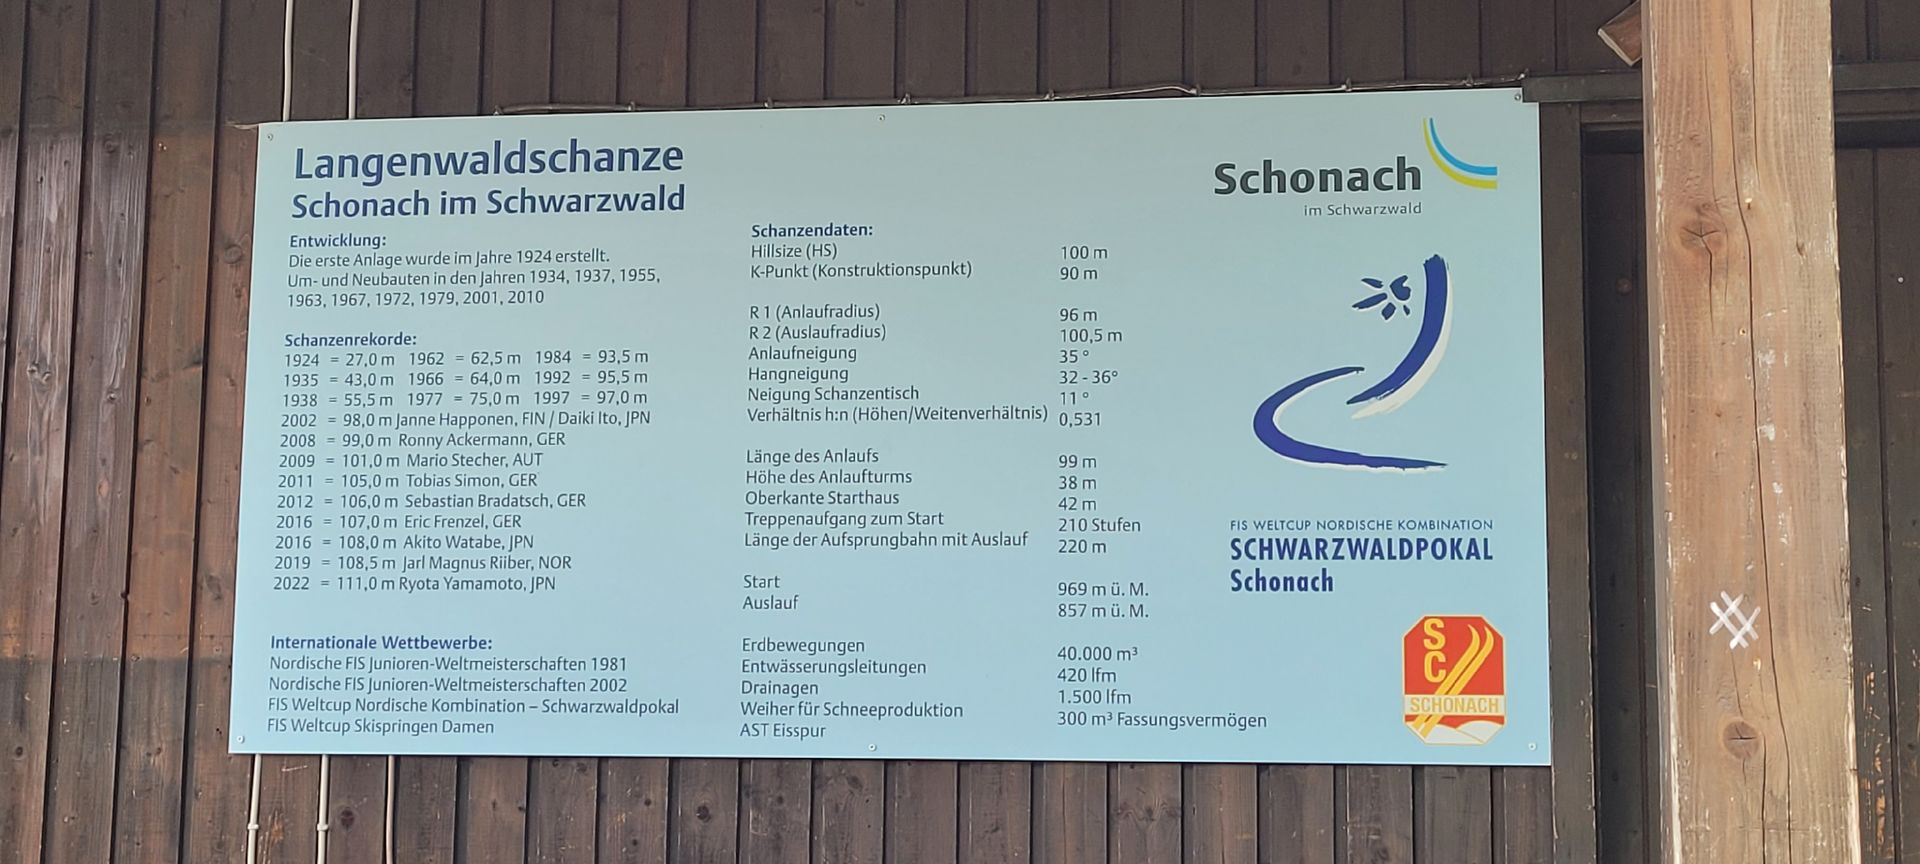 Langenwaldschanze
Schonach im Schwarzwald
Entwicklung:
Die erste Anlage wurde im Jahre 1924 erstellt.
Um- und Neubauten in den Jahren 1934, 1937, 1955,
1963, 1967, 1972, 1979, 2001, 2010
Schanzenrekorde:
1924 = 27,0 m 1962 = 62,5 m 1984 = 93,5 m
1935 = 43,0 m 1966 = 64,0 m 1992 = 95,5 m
1938 = 55,5 m 1977 = 75,0 m 1997 = 97,0 m
2002 = 98,0 m Janne Happonen, FIN / Daiki Ito, JPN
2008 = 99,0 m Ronny Ackermann, GER
2009 = 101,0 m Mario Stecher, AUT
2011 = 105,0 m Tobias Simon, GER
2012 = 106,0 m Sebastian Bradatsch, GER
2016 = 107,0 m Eric Frenzel, GER
2016 = 108,0 m Akito Watabe, JPN
2019 = 108,5 m Jarl Magnus Riiber, NOR
2022 = 111,0 m Ryota Yamamoto, JPN
Internationale Wettbewerbe:
Nordische FIS Junioren-Weltmeisterschaften 1981
Nordische FIS Junioren-Weltmeisterschaften 2002
FIS Weltcup Nordische Kombination – Schwarzwaldpokal
FIS Weltcup Skispringen Damen
Schanzendaten:
Hillsize (HS) 100 m
K-Punkt (Konstruktionspunkt) 90 m
R 1 (Anlaufradius) 96 m
R 2 (Auslaufradius) 100,5 m
Anlaufneigung 35 °
Hangneigung 32 - 36°
Neigung Schanzentisch 11 °
Verhältnis h:n (Höhen/Weitenverhältnis) 0,531
Länge des Anlaufs 99 m
Höhe des Anlaufturms 38 m
Oberkante Starthaus 42 m
Treppenaufgang zum Start 210 Stufen
Länge der Aufsprungbahn mit Auslauf 220 m
Start 969 m ü. M.
Auslauf 857 m ü. M.
Erdbewegungen 40.000 m³
Entwässerungsleitungen 420 lfm
Drainagen 1.500 lfm
Weiher für Schneeproduktion 300 m³ Fassungsvermögen
AST Eisspur
Schonach
im Schwarzwald
FIS WELTCUP NORDISCHE KOMBINATION
SCHWARZWALDPOKAL
Schonach
SC
SCHONACH